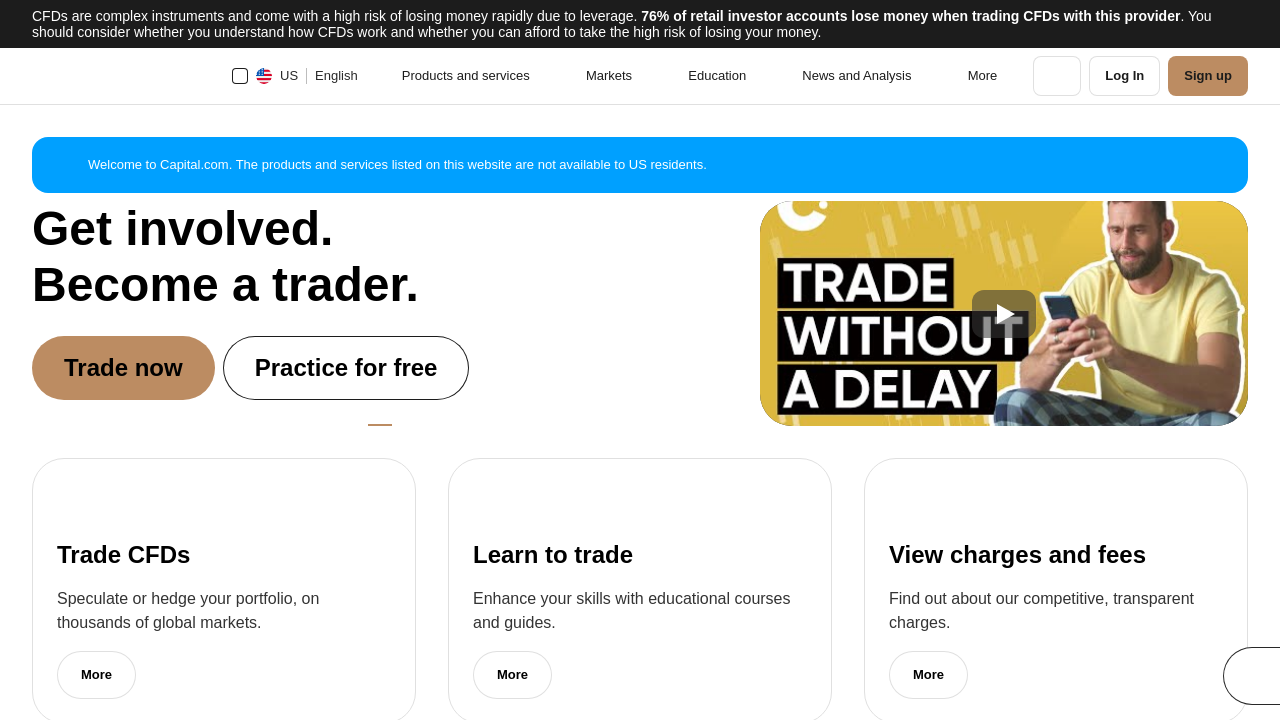 CFDs are complex instruments and come with a high risk of losing money rapidly due to leverage. 76% of retail investor accounts lose money when trading CFDs with this provider. You
should consider whether you understand how CFDs work and whether you can afford to take the high risk of losing your money.
US English Products and services Markets Education News and Analysis More Log In Sign up
Welcome to Capital.com. The products and services listed on this website are not available to US residents.
Get involved.
Become a trader.
Trade now Practice for free
TRADE
WITHOUT
A DELAY
Trade CFDs
Speculate or hedge your portfolio, on
thousands of global markets.
More
Learn to trade
Enhance your skills with educational courses
and guides.
More
View charges and fees
Find out about our competitive, transparent
charges.
More